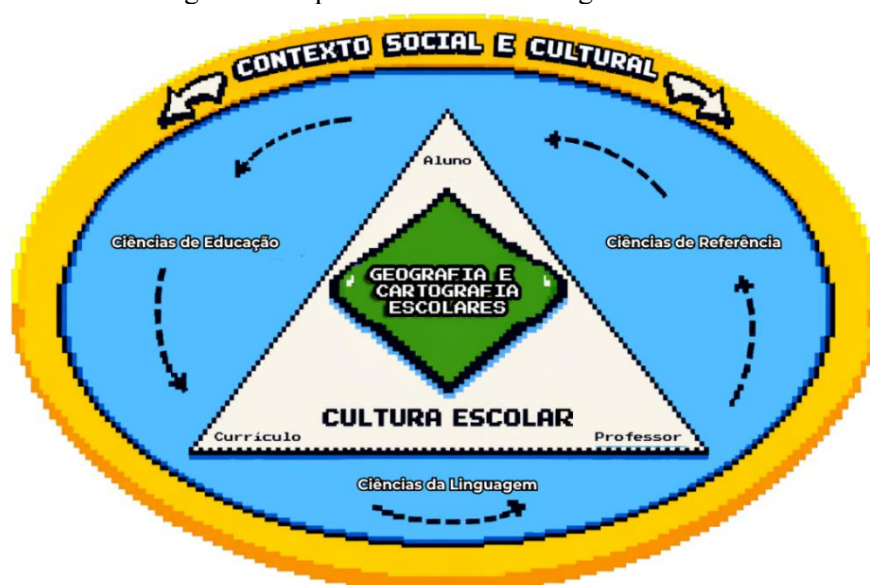 CONTEXTO SOCIAL E CULTURAL
Aluno
Ciências de Educação
Ciências de Referência
GEOGRAFIA E
CARTOGRAFIA
ESCOLARES
CULTURA ESCOLAR
Currículo
Professor
Ciências da Linguagem